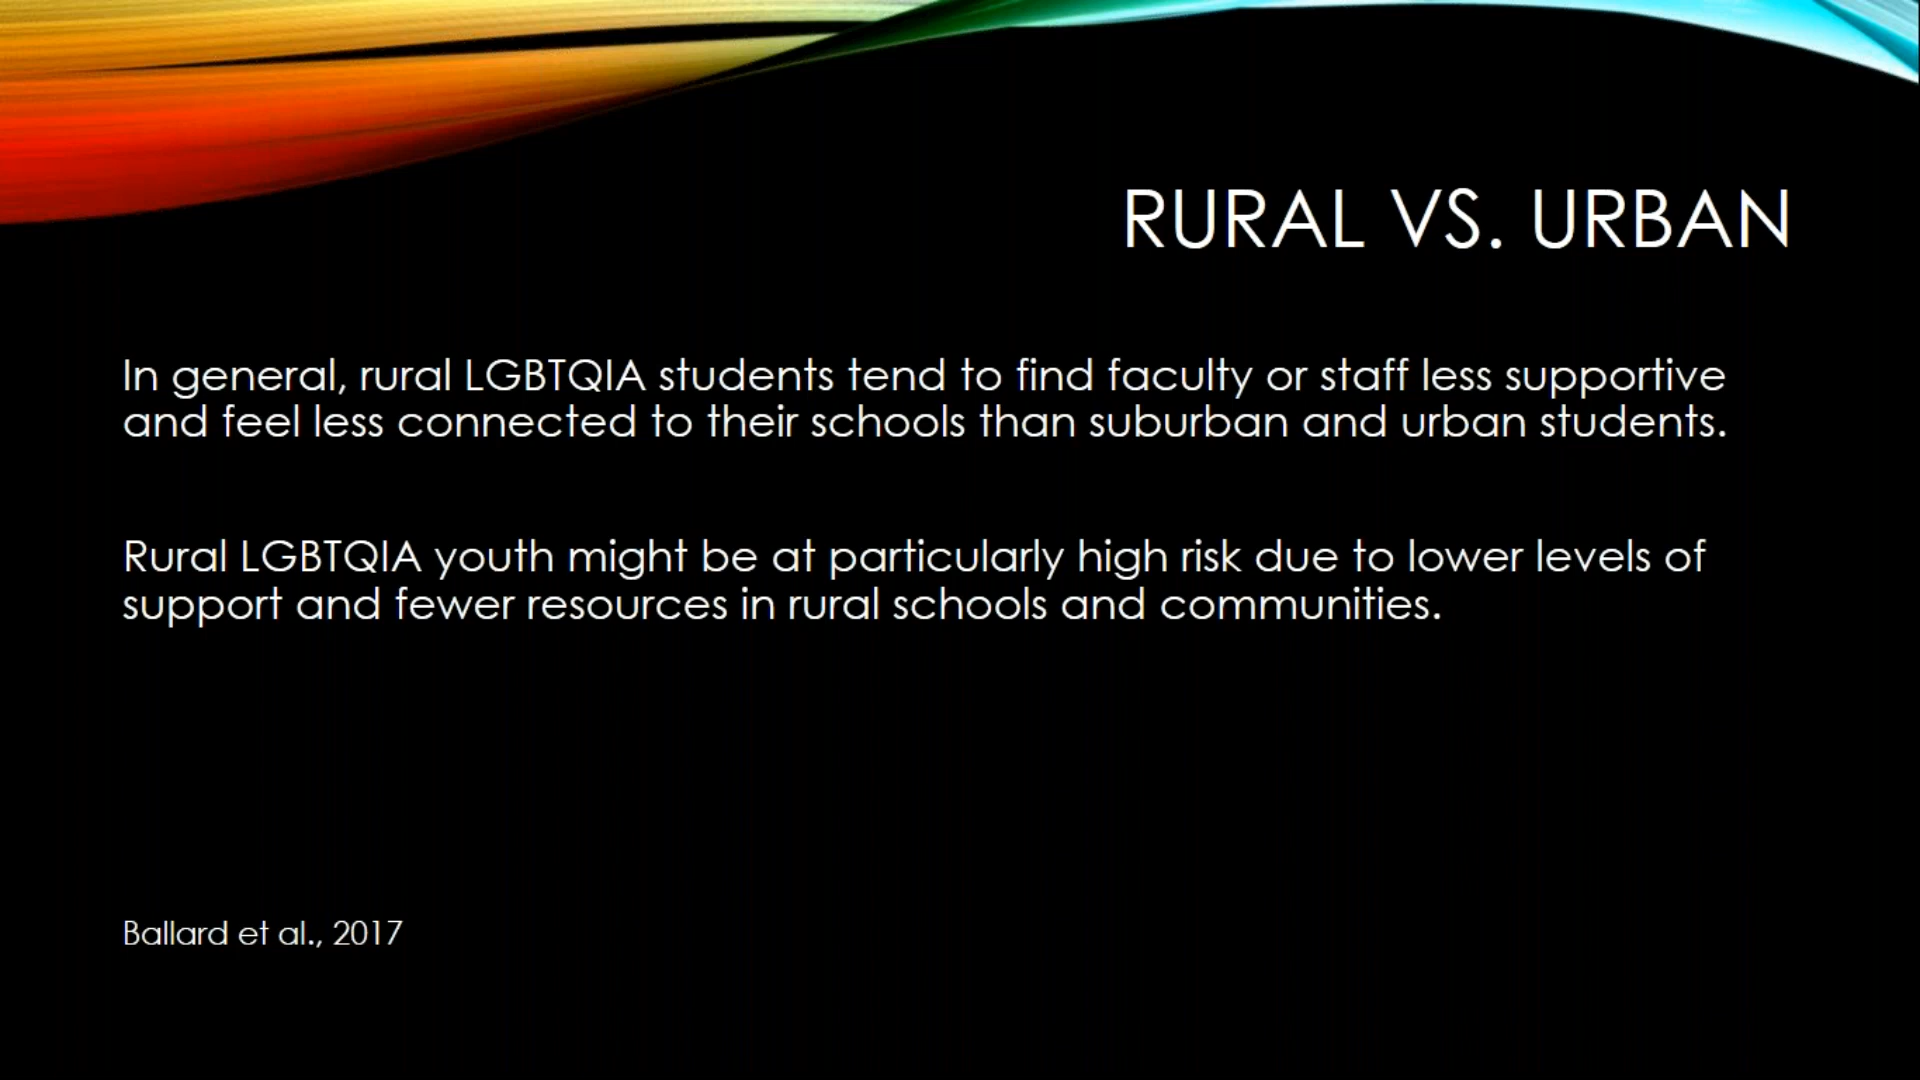 RURAL VS. URBAN
In general, rural LGBTQIA students tend to find faculty or staff less supportive
and feel less connected to their schools than suburban and urban students.
Rural LGBTQIA youth might be at particularly high risk due to lower levels of
support and fewer resources in rural schools and communities.
Ballard et al., 2017